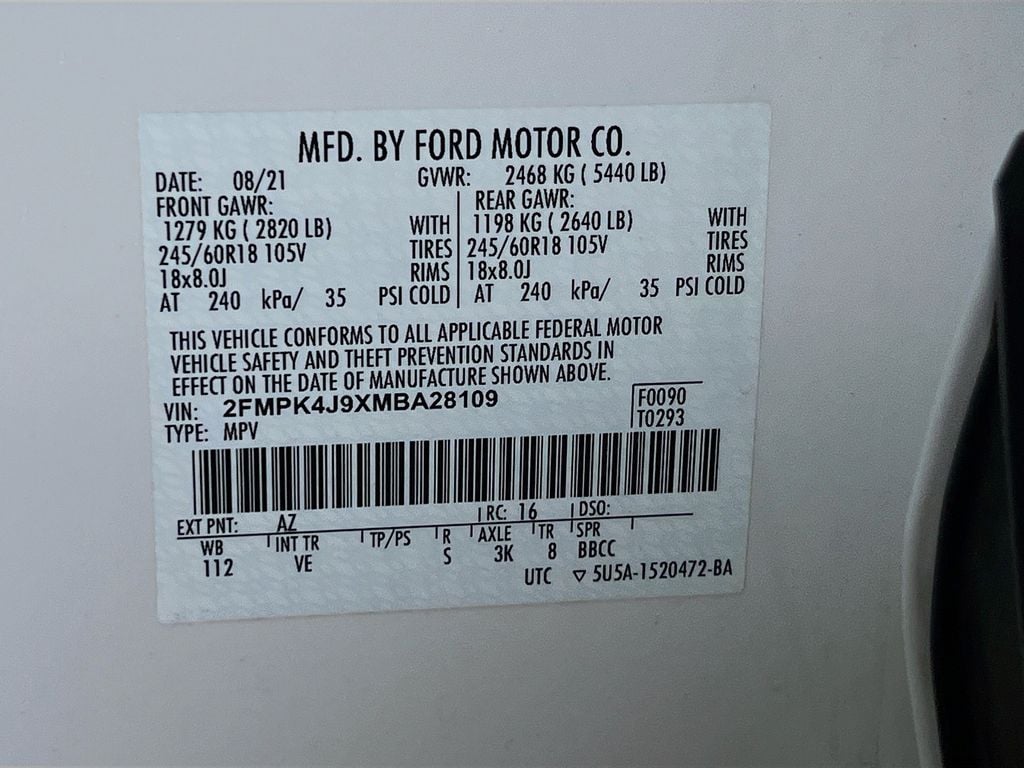 MFD. BY FORD MOTOR CO.
DATE: 08/21 GVWR: 2468 KG ( 5440 LB)
FRONT GAWR: REAR GAWR:
1279 KG ( 2820 LB) WITH 1198 KG ( 2640 LB) WITH
245/60R18 105V TIRES 245/60R18 105V TIRES
18x8.0J RIMS 18x8.0J RIMS
AT 240 kPa/ 35 PSI COLD AT 240 kPa/ 35 PSI COLD
THIS VEHICLE CONFORMS TO ALL APPLICABLE FEDERAL MOTOR
VEHICLE SAFETY AND THEFT PREVENTION STANDARDS IN
EFFECT ON THE DATE OF MANUFACTURE SHOWN ABOVE.
VIN: 2FMPK4J9XMBA28109 F0090
TYPE: MPV T0293
EXT PNT: AZ RC: 16 DSO:
WB INT TR TP/PS R AXLE TR SPR
112 VE S 3K 8 BBCC
UTC ▽ 5U5A-1520472-BA